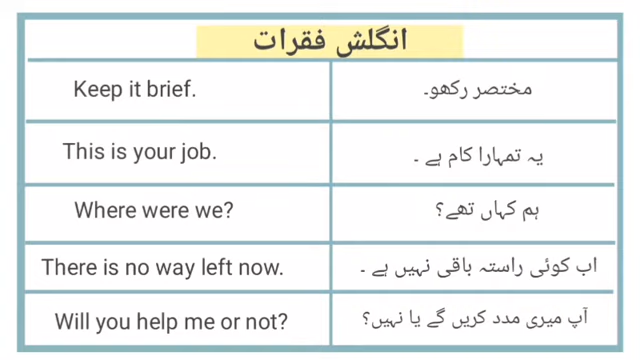 انگلش فقرات
Keep it brief.
مختصر رکھو۔
This is your job.
یہ تمہارا کام ہے ۔
Where were we?
ہم کہاں تھے؟
There is no way left now.
اب کوئی راستہ باقی نہیں ہے ۔
Will you help me or not?
آپ میری مدد کریں گے یا نہیں؟